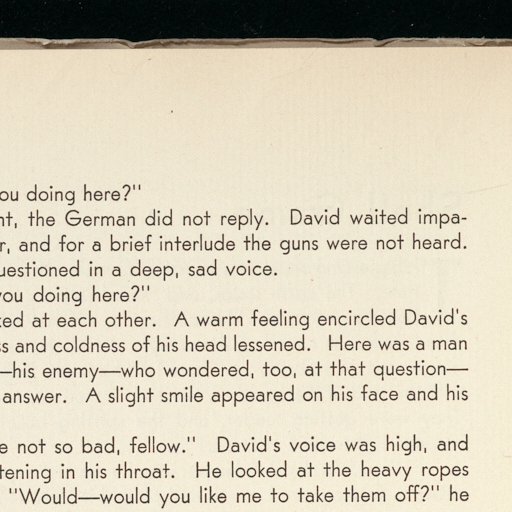 ou doing here?"
nt, the German did not reply. David waited impa-
r, and for a brief interlude the guns were not heard.
uestioned in a deep, sad voice.
you doing here?"
ked at each other. A warm feeling encircled David's
ss and coldness of his head lessened. Here was a man
—his enemy—who wondered, too, at that question—
answer. A slight smile appeared on his face and his
e not so bad, fellow." David's voice was high, and
tening in his throat. He looked at the heavy ropes
"Would—would you like me to take them off?" he